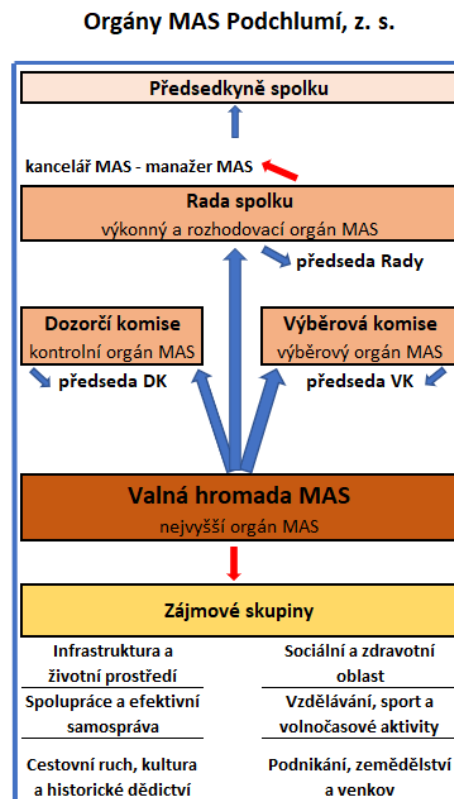 Orgány MAS Podchlumí, z. s.
Předsedkyně spolku
kancelář MAS - manažer MAS
Rada spolku
výkonný a rozhodovací orgán MAS
předseda Rady
Dozorčí komise
kontrolní orgán MAS
předseda DK
Výběrová komise
výběrový orgán MAS
předseda VK
Valná hromada MAS
nejvyšší orgán MAS
Zájmové skupiny
Infrastruktura a
životní prostředí
Sociální a zdravotní
oblast
Spolupráce a efektivní
samospráva
Vzdělávání, sport a
volnočasové aktivity
Cestovní ruch, kultura
a historické dědictví
Podnikání, zemědělství
a venkov